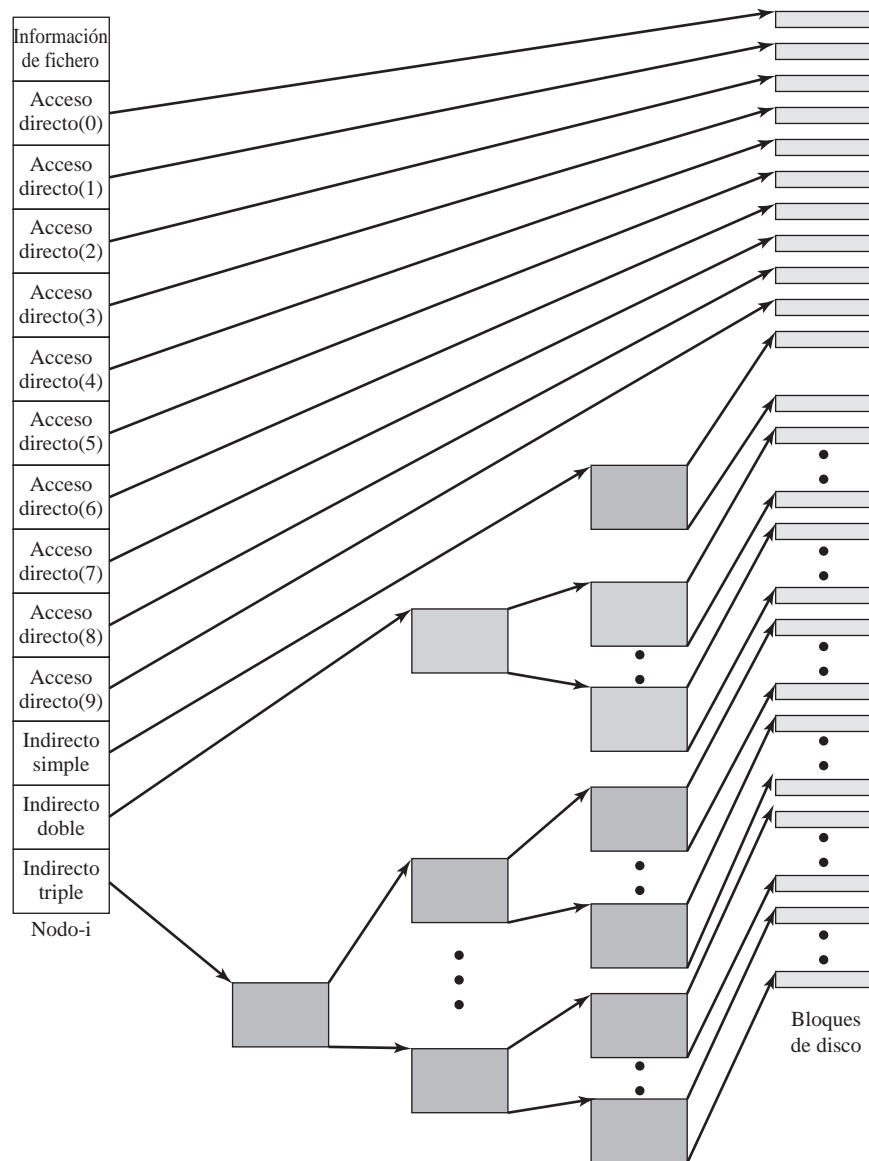 Información
de fichero
Acceso
directo(0)
Acceso
directo(1)
Acceso
directo(2)
Acceso
directo(3)
Acceso
directo(4)
Acceso
directo(5)
Acceso
directo(6)
Acceso
directo(7)
Acceso
directo(8)
Acceso
directo(9)
Indirecto
simple
Indirecto
doble
Indirecto
triple
Nodo-i
Bloques
de disco